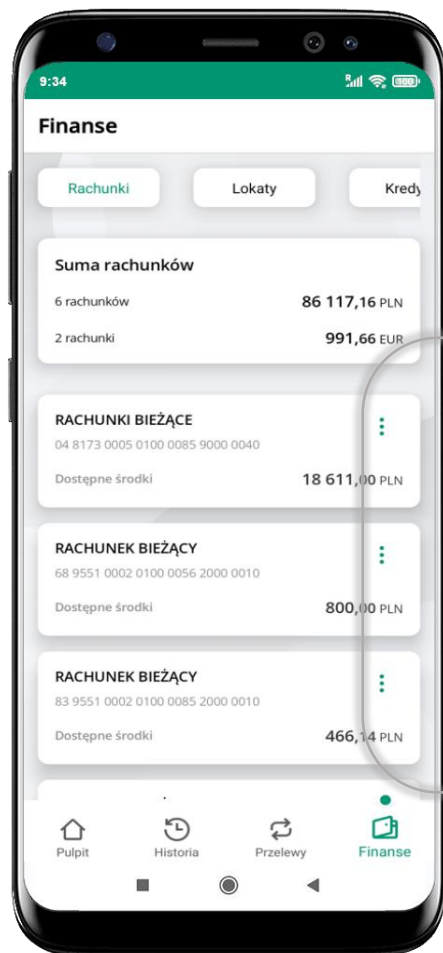 9:34
Finanse
Rachunki Lokaty Kredy
Suma rachunków
6 rachunków 86 117,16 PLN
2 rachunki 991,66 EUR
RACHUNKI BIEŻĄCE
04 8173 0005 0100 0085 9000 0040
Dostępne środki 18 611,00 PLN
RACHUNEK BIEŻĄCY
68 9551 0002 0100 0056 2000 0010
Dostępne środki 800,00 PLN
RACHUNEK BIEŻĄCY
83 9551 0002 0100 0085 2000 0010
Dostępne środki 466,14 PLN
Pulpit Historia Przelewy Finanse